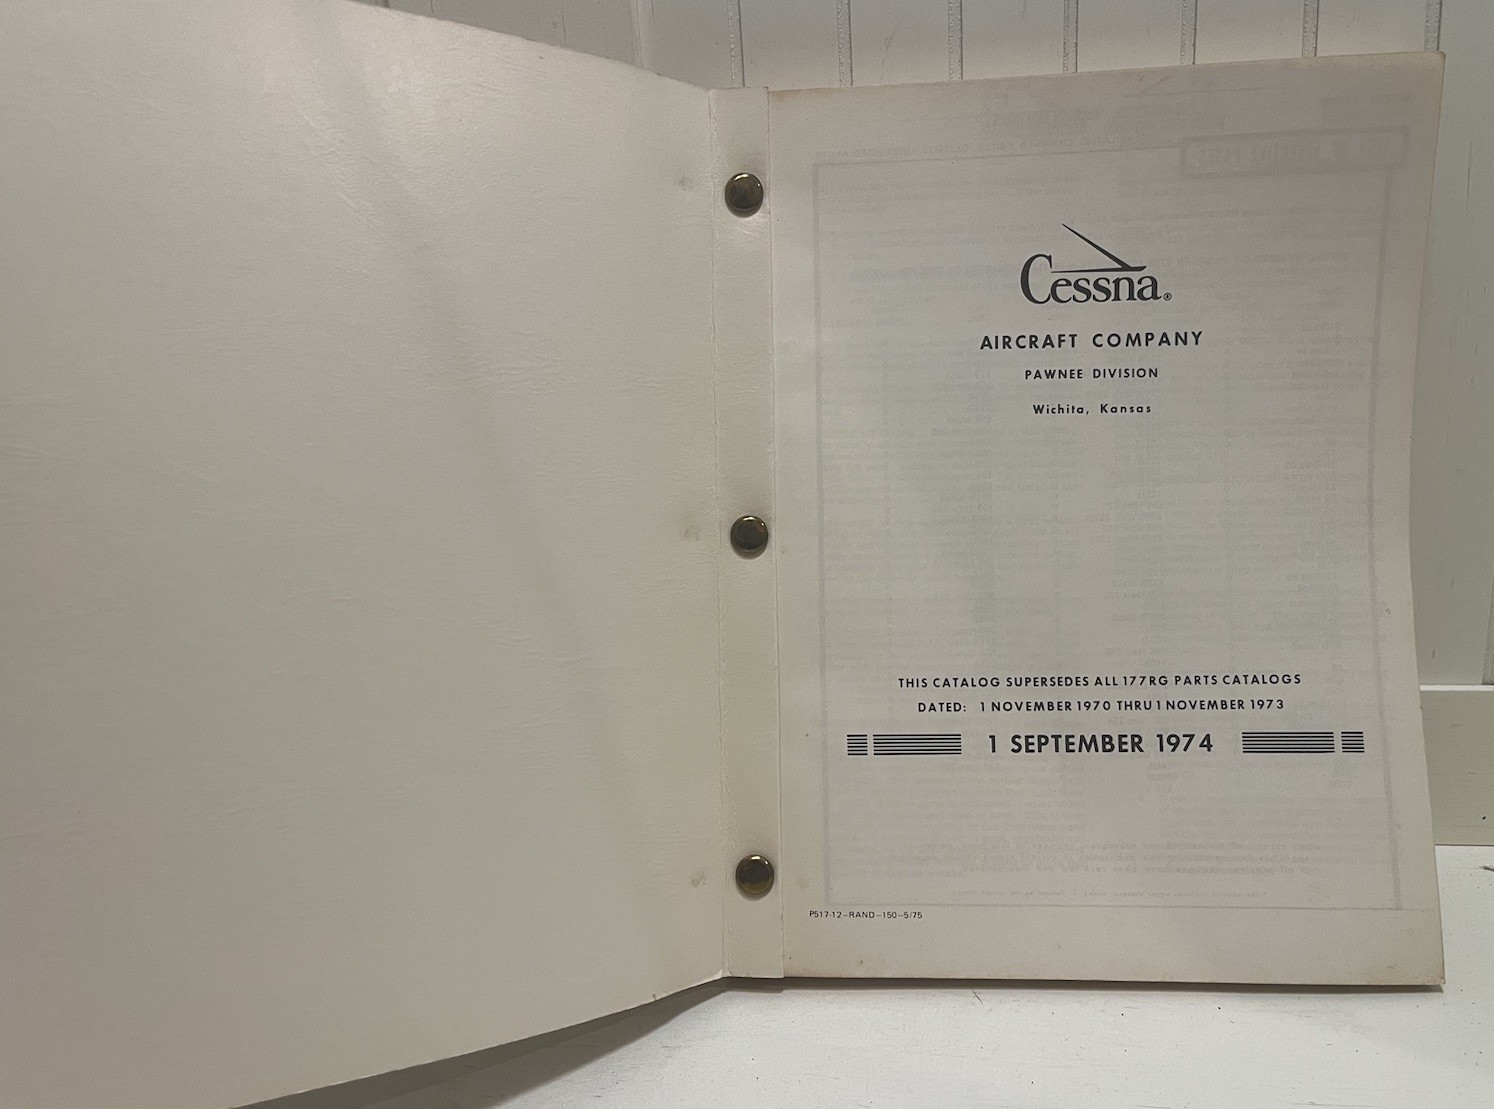 Cessna®
AIRCRAFT COMPANY
PAWNEE DIVISION
Wichita, Kansas
THIS CATALOG SUPERSEDES ALL 177RG PARTS CATALOGS
DATED: 1 NOVEMBER 1970 THRU 1 NOVEMBER 1973
1 SEPTEMBER 1974
P517-12—RAND—150—5/75